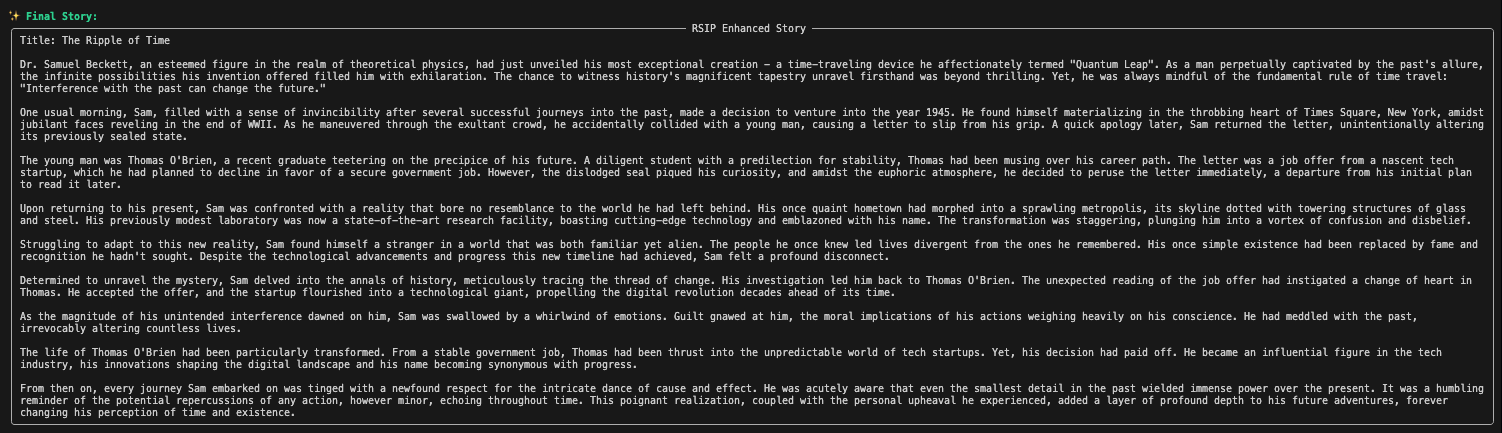 ✨ Final Story:
RSIP Enhanced Story
Title: The Ripple of Time
Dr. Samuel Beckett, an esteemed figure in the realm of theoretical physics, had just unveiled his most exceptional creation – a time-traveling device he affectionately termed "Quantum Leap". As a man perpetually captivated by the past's allure,
the infinite possibilities his invention offered filled him with exhilaration. The chance to witness history's magnificent tapestry unravel firsthand was beyond thrilling. Yet, he was always mindful of the fundamental rule of time travel:
"Interference with the past can change the future."
One usual morning, Sam, filled with a sense of invincibility after several successful journeys into the past, made a decision to venture into the year 1945. He found himself materializing in the throbbing heart of Times Square, New York, amidst
jubilant faces reveling in the end of WWII. As he maneuvered through the exultant crowd, he accidentally collided with a young man, causing a letter to slip from his grip. A quick apology later, Sam returned the letter, unintentionally altering
its previously sealed state.
The young man was Thomas O'Brien, a recent graduate teetering on the precipice of his future. A diligent student with a predilection for stability, Thomas had been musing over his career path. The letter was a job offer from a nascent tech
startup, which he had planned to decline in favor of a secure government job. However, the dislodged seal piqued his curiosity, and amidst the euphoric atmosphere, he decided to peruse the letter immediately, a departure from his initial plan
to read it later.
Upon returning to his present, Sam was confronted with a reality that bore no resemblance to the world he had left behind. His once quaint hometown had morphed into a sprawling metropolis, its skyline dotted with towering structures of glass
and steel. His previously modest laboratory was now a state-of-the-art research facility, boasting cutting-edge technology and emblazoned with his name. The transformation was staggering, plunging him into a vortex of confusion and disbelief.
Struggling to adapt to this new reality, Sam found himself a stranger in a world that was both familiar yet alien. The people he once knew led lives divergent from the ones he remembered. His once simple existence had been replaced by fame and
recognition he hadn't sought. Despite the technological advancements and progress this new timeline had achieved, Sam felt a profound disconnect.
Determined to unravel the mystery, Sam delved into the annals of history, meticulously tracing the thread of change. His investigation led him back to Thomas O'Brien. The unexpected reading of the job offer had instigated a change of heart in
Thomas. He accepted the offer, and the startup flourished into a technological giant, propelling the digital revolution decades ahead of its time.
As the magnitude of his unintended interference dawned on him, Sam was swallowed by a whirlwind of emotions. Guilt gnawed at him, the moral implications of his actions weighing heavily on his conscience. He had meddled with the past,
irrevocably altering countless lives.
The life of Thomas O'Brien had been particularly transformed. From a stable government job, Thomas had been thrust into the unpredictable world of tech startups. Yet, his decision had paid off. He became an influential figure in the tech
industry, his innovations shaping the digital landscape and his name becoming synonymous with progress.
From then on, every journey Sam embarked on was tinged with a newfound respect for the intricate dance of cause and effect. He was acutely aware that even the smallest detail in the past wielded immense power over the present. It was a humbling
reminder of the potential repercussions of any action, however minor, echoing throughout time. This poignant realization, coupled with the personal upheaval he experienced, added a layer of profound depth to his future adventures, forever
changing his perception of time and existence.